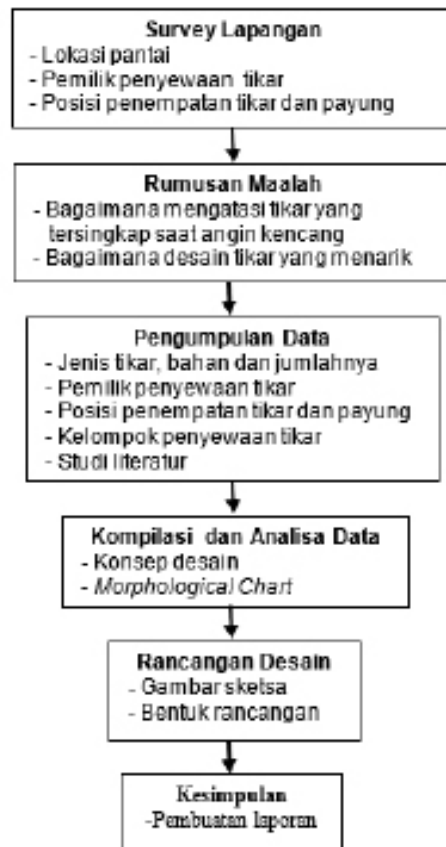 Survey Lapangan
- Lokasi pantai
- Pemilik penyewaan tikar
- Posisi penempatan tikar dan payung
Rumusan Maalah
- Bagaimana mengatasi tikar yang
tersingkap saat angin kencang
- Bagaimana desain tikar yang menarik
Pengumpulan Data
- Jenis tikar, bahan dan jumlahnya
- Pemilik penyewaan tikar
- Posisi penempatan tikar dan payung
- Kelompok penyewaan tikar
- Studi literatur
Kompilasi dan Analisa Data
- Konsep desain
- Morphological Chart
Rancangan Desain
- Gambar sketsa
- Bentuk rancangan
Kesimpulan
-Pembuatan laporan